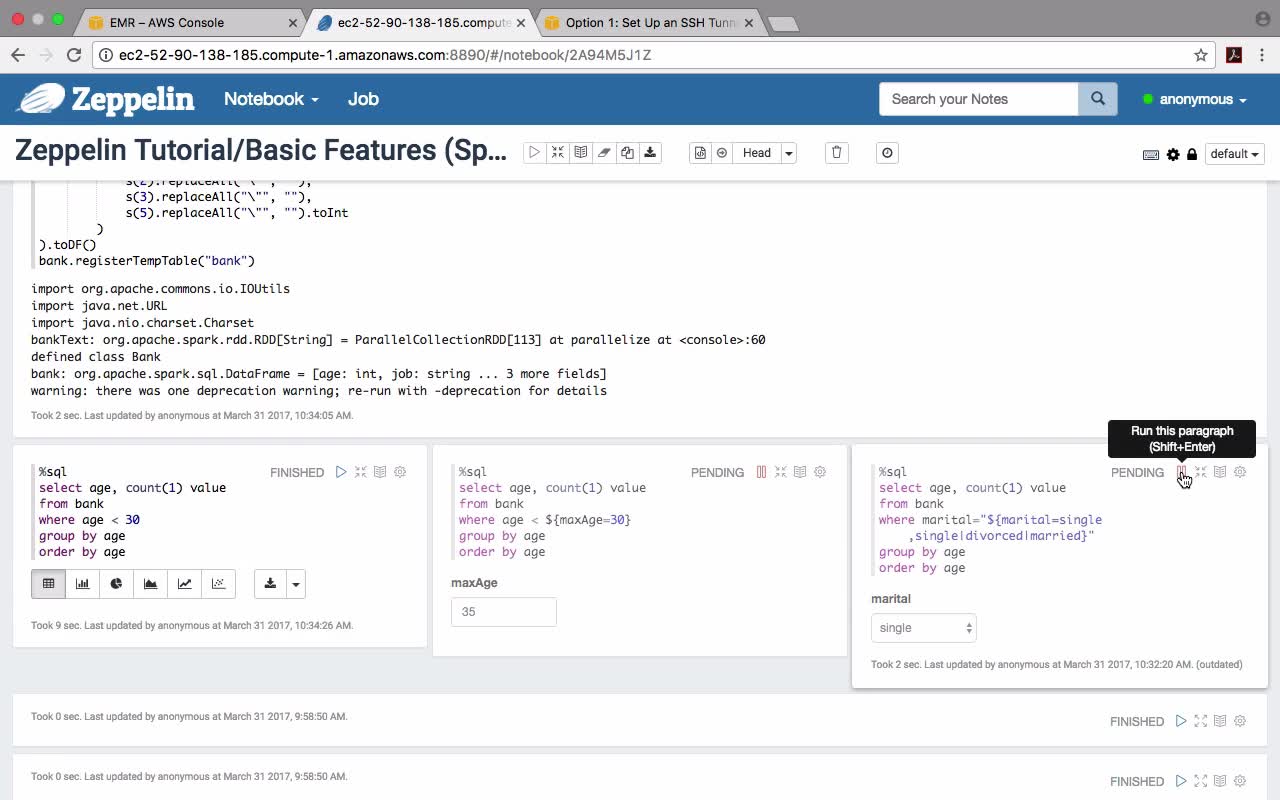 EMR – AWS Console
ec2-52-90-138-185.compute
Option 1: Set Up an SSH Tunn
ec2-52-90-138-185.compute-1.amazonaws.com:8890/#/notebook/2A94M5J1Z
Zeppelin
Notebook
Job
Search your Notes
anonymous
Zeppelin Tutorial/Basic Features (Sp...
Head
default
s(2).replaceAll("\"", ""),
s(3).replaceAll("\"", ""),
s(5).replaceAll("\"", "").toInt
)
).toDF()
bank.registerTempTable("bank")
import org.apache.commons.io.IOUtils
import java.net.URL
import java.nio.charset.Charset
bankText: org.apache.spark.rdd.RDD[String] = ParallelCollectionRDD[113] at parallelize at <console>:60
defined class Bank
bank: org.apache.spark.sql.DataFrame = [age: int, job: string ... 3 more fields]
warning: there was one deprecation warning; re-run with -deprecation for details
Took 2 sec. Last updated by anonymous at March 31 2017, 10:34:05 AM.
Run this paragraph
(Shift+Enter)
%sql
FINISHED
select age, count(1) value
from bank
where age < 30
group by age
order by age
Took 9 sec. Last updated by anonymous at March 31 2017, 10:34:26 AM.
%sql
PENDING
select age, count(1) value
from bank
where age < ${maxAge=30}
group by age
order by age
maxAge
35
%sql
PENDING
select age, count(1) value
from bank
where marital="${marital=single
,single|divorced|married}"
group by age
order by age
marital
single
Took 2 sec. Last updated by anonymous at March 31 2017, 10:32:20 AM. (outdated)
Took 0 sec. Last updated by anonymous at March 31 2017, 9:58:50 AM.
FINISHED
Took 0 sec. Last updated by anonymous at March 31 2017, 9:58:50 AM.
FINISHED